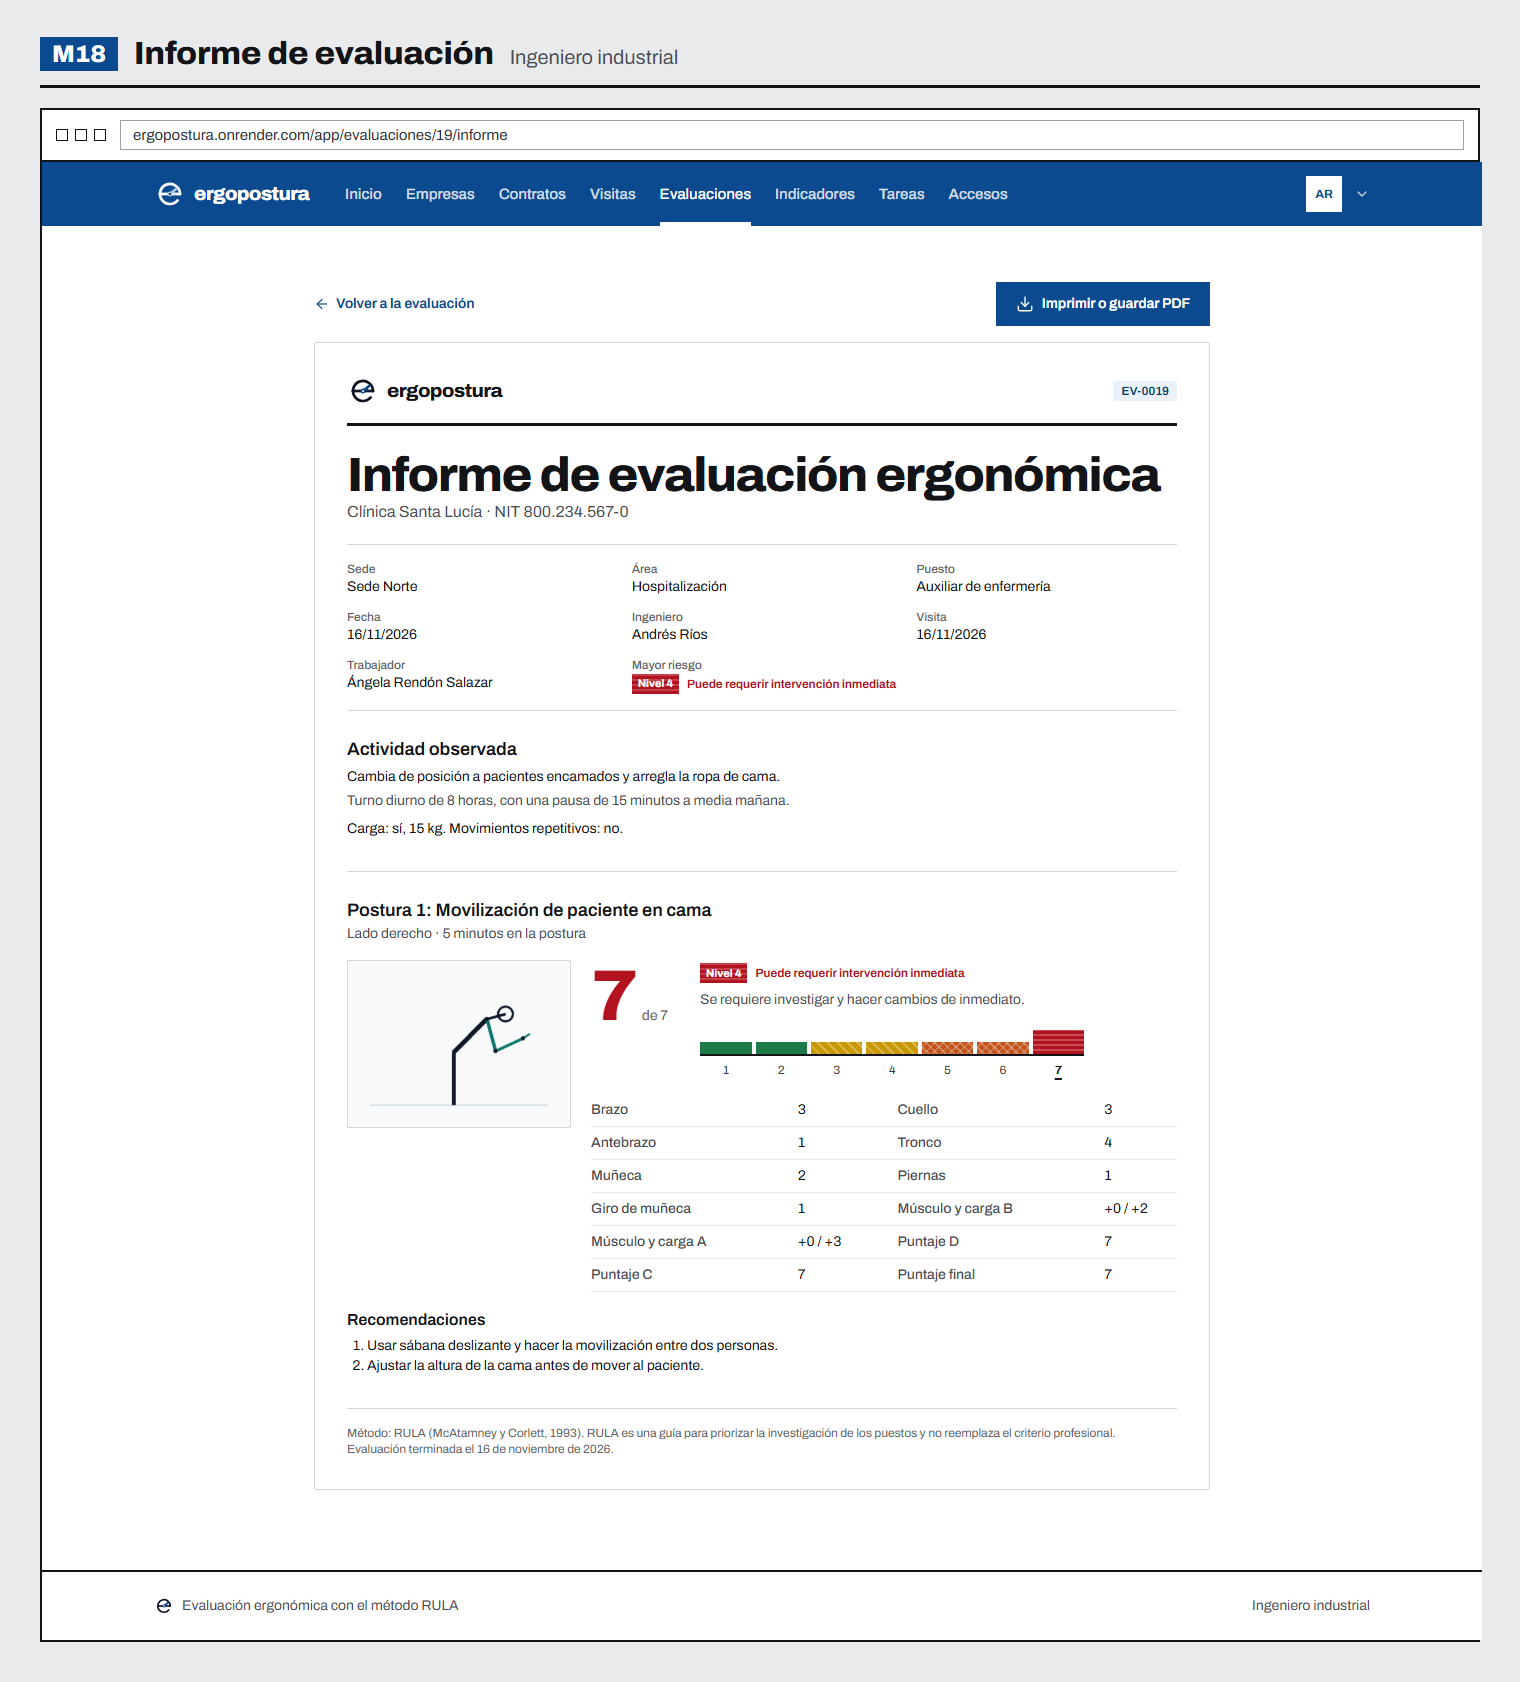 M18 Informe de evaluación Ingeniero industrial
ergopostura.onrender.com/app/evaluaciones/19/informe
ergopostura Inicio Empresas Contratos Visitas Evaluaciones Indicadores Tareas Accesos AR
Volver a la evaluación Imprimir o guardar PDF
ergopostura EV-0019
Informe de evaluación ergonómica
Clínica Santa Lucía · NIT 800.234.567-0
Sede Área Puesto
Sede Norte Hospitalización Auxiliar de enfermería
Fecha Ingeniero Visita
16/11/2026 Andrés Ríos 16/11/2026
Trabajador Mayor riesgo
Ángela Rendón Salazar Nivel 4 Puede requerir intervención inmediata
Actividad observada
Cambia de posición a pacientes encamados y arregla la ropa de cama.
Turno diurno de 8 horas, con una pausa de 15 minutos a media mañana.
Carga: sí, 15 kg. Movimientos repetitivos: no.
Postura 1: Movilización de paciente en cama
Lado derecho · 5 minutos en la postura
7 de 7
Nivel 4 Puede requerir intervención inmediata
Se requiere investigar y hacer cambios de inmediato.
1 2 3 4 5 6 7
Brazo 3 Cuello 3
Antebrazo 1 Tronco 4
Muñeca 2 Piernas 1
Giro de muñeca 1 Músculo y carga B +0 / +2
Músculo y carga A +0 / +3 Puntaje D 7
Puntaje C 7 Puntaje final 7
Recomendaciones
1. Usar sábana deslizante y hacer la movilización entre dos personas.
2. Ajustar la altura de la cama antes de mover al paciente.
Método: RULA (McAtamney y Corlett, 1993). RULA es una guía para priorizar la investigación de los puestos y no reemplaza el criterio profesional.
Evaluación terminada el 16 de noviembre de 2026.
Evaluación ergonómica con el método RULA Ingeniero industrial